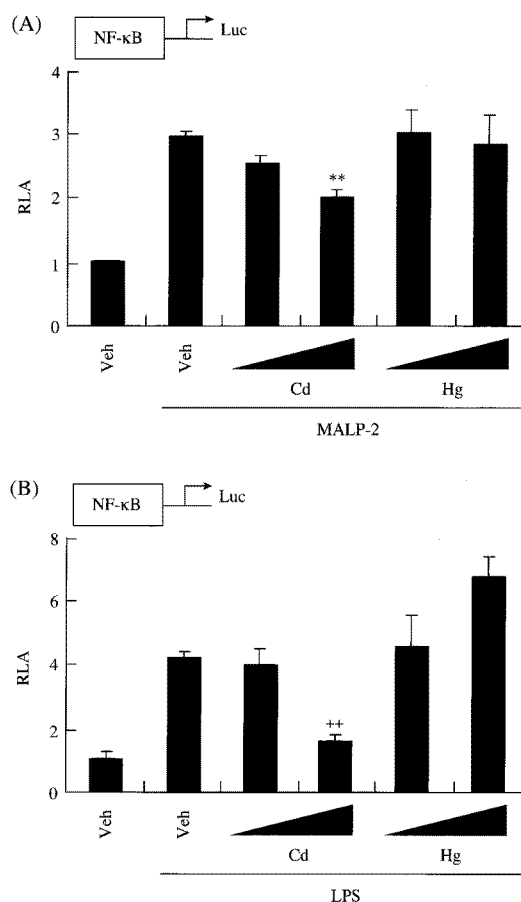 (A)
NF-κB
Luc
4
3
2
1
0
RLA
**
Veh
Veh
Cd
Hg
MALP-2
(B)
NF-κB
Luc
8
6
4
2
0
RLA
++
Veh
Veh
Cd
Hg
LPS